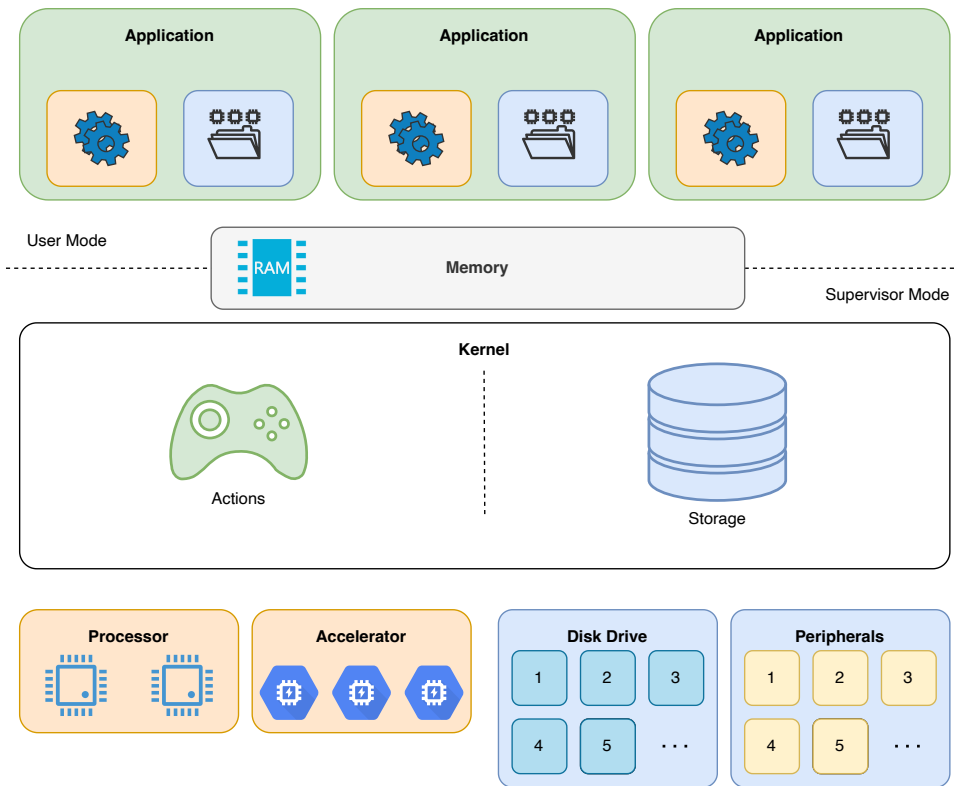 Application
Application
Application
User Mode
RAM
Memory
Supervisor Mode
Kernel
Actions
Storage
Processor
Accelerator
Disk Drive
1
2
3
4
5
. . .
Peripherals
1
2
3
4
5
. . .